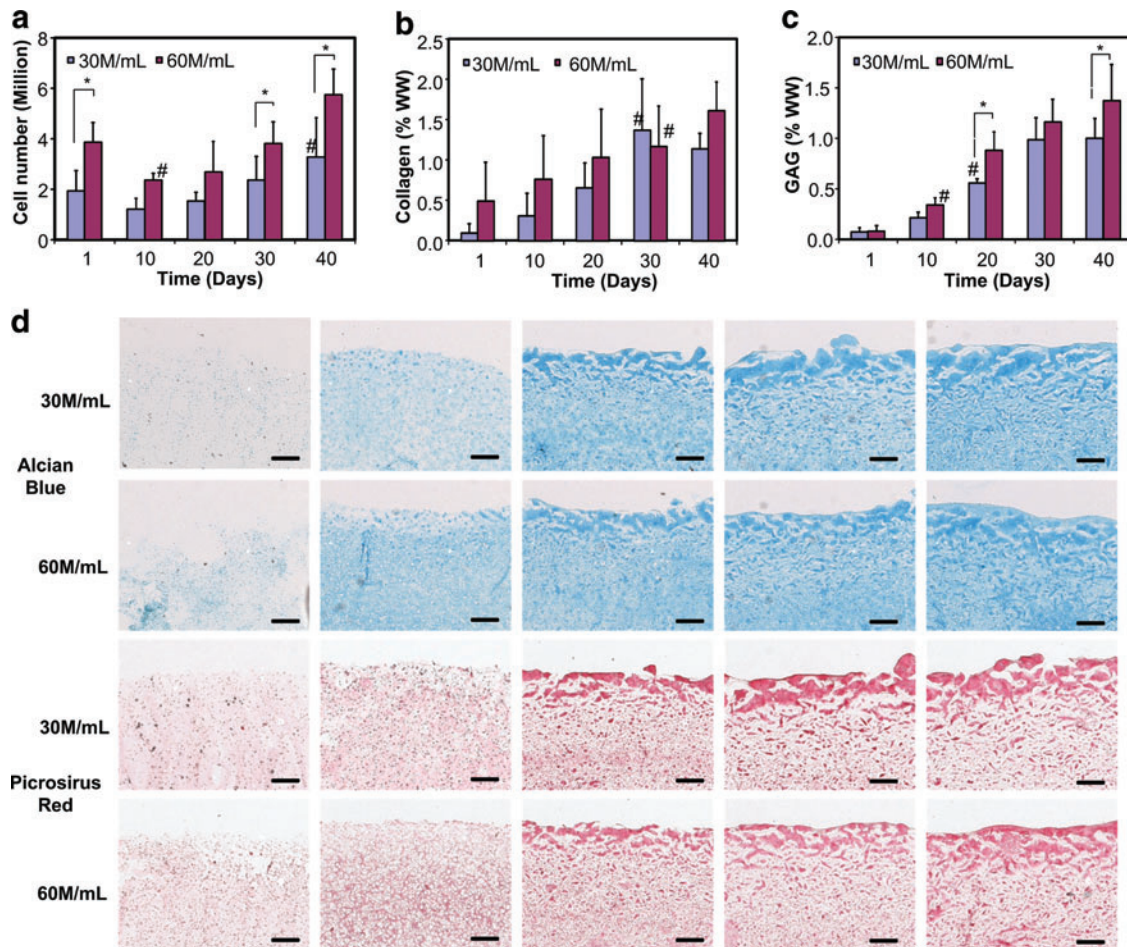 a
Cell number (Million)
8
6
4
2
0
30M/mL 60M/mL
*
#
*
#
*
1 10 20 30 40
Time (Days)
b
Collagen (% WW)
2.5
2.0
1.5
1.0
0.5
0.0
30M/mL 60M/mL
# #
1 10 20 30 40
Time (Days)
c
GAG (% WW)
2.0
1.5
1.0
0.5
0.0
30M/mL 60M/mL
#
#
*
*
1 10 20 30 40
Time (Days)
d
30M/mL
Alcian
Blue
60M/mL
30M/mL
Picrosirus
Red
60M/mL